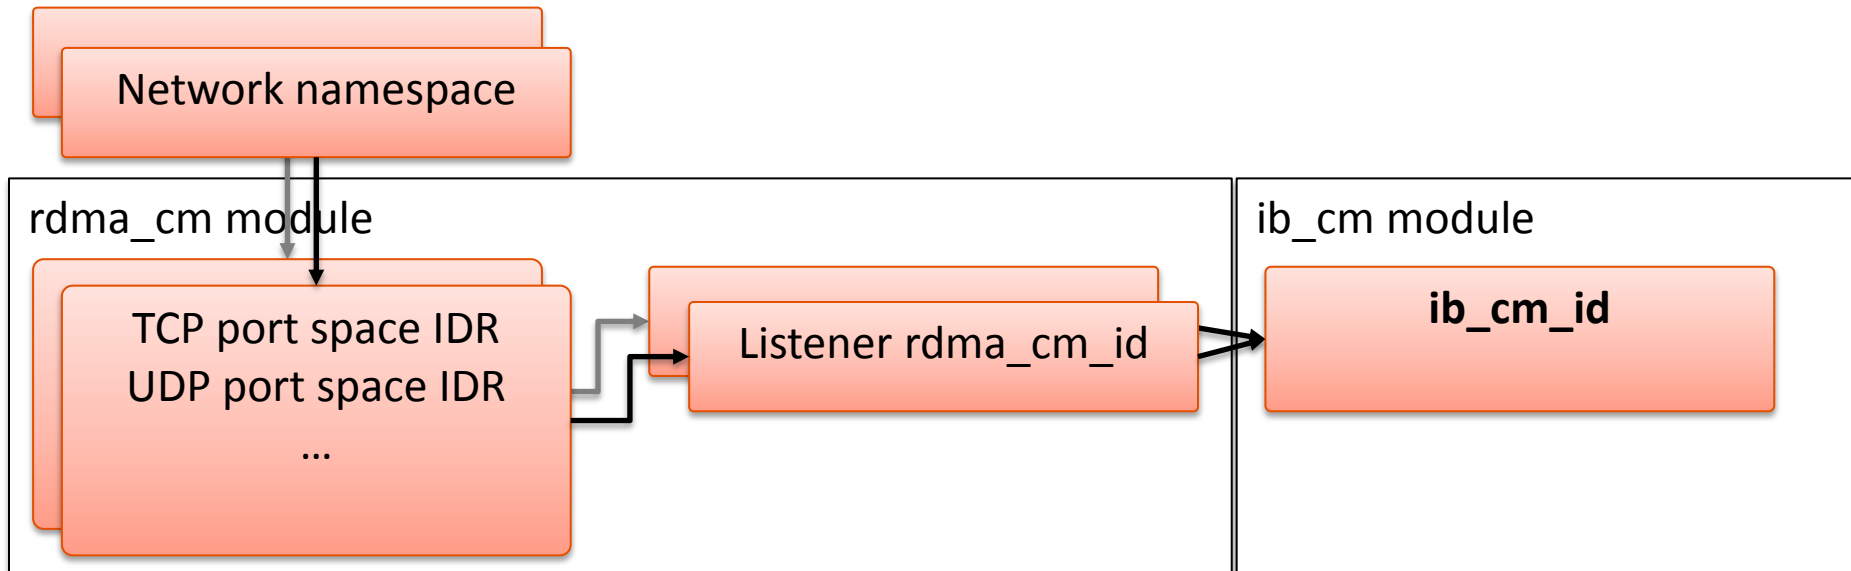 Network namespace
rdma_cm module
ib_cm module
TCP port space IDR
UDP port space IDR
...
Listener rdma_cm_id
ib_cm_id